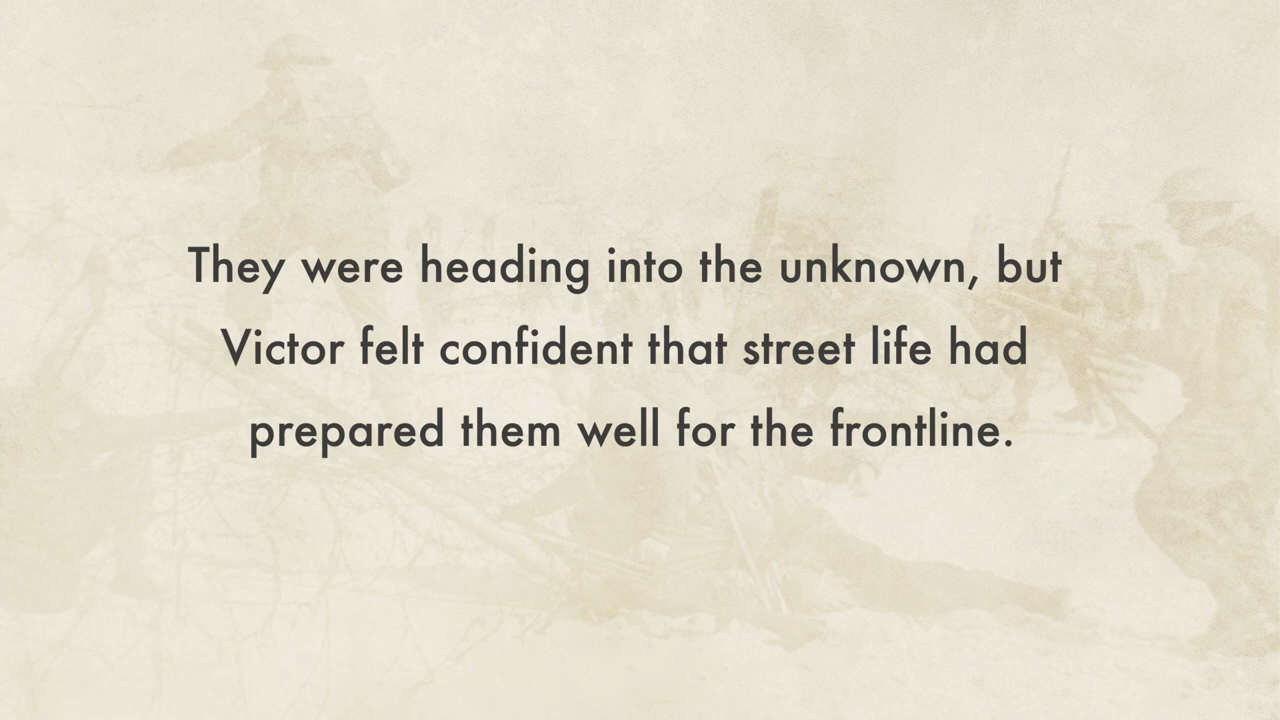 They were heading into the unknown, but
Victor felt confident that street life had
prepared them well for the frontline.